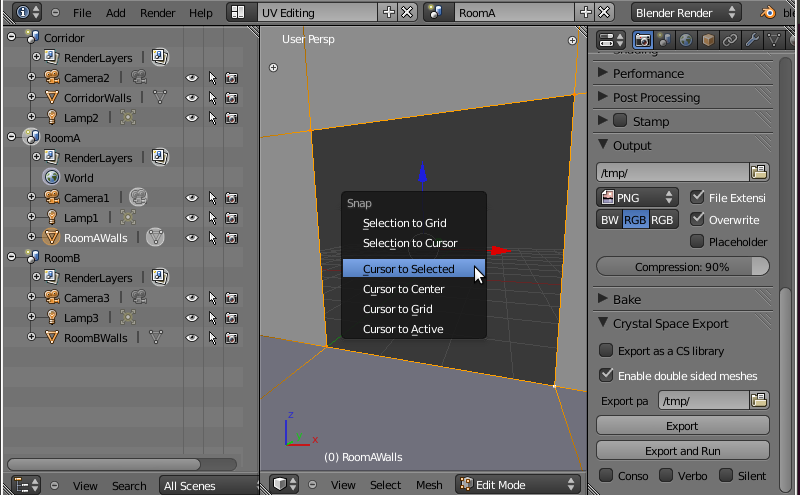 File Add Render Help UV Editing RoomA Blender Render
Corridor
RenderLayers
Camera2
CorridorWalls
Lamp2
RoomA
RenderLayers
World
Camera1
Lamp1
RoomAWalls
RoomB
RenderLayers
Camera3
Lamp3
RoomBWalls
View Search All Scenes
User Persp
Snap
Selection to Grid
Selection to Cursor
Cursor to Selected
Cursor to Center
Cursor to Grid
Cursor to Active
z
x
(0) RoomAWalls
View Select Mesh Edit Mode
Performance
Post Processing
Stamp
Output
/tmp/
PNG File Extensi
BW RGB RGB Overwrite
Placeholder
Compression: 90%
Bake
Crystal Space Export
Export as a CS library
Enable double sided meshes
Export pa /tmp/
Export
Export and Run
Conso Verbo Silent